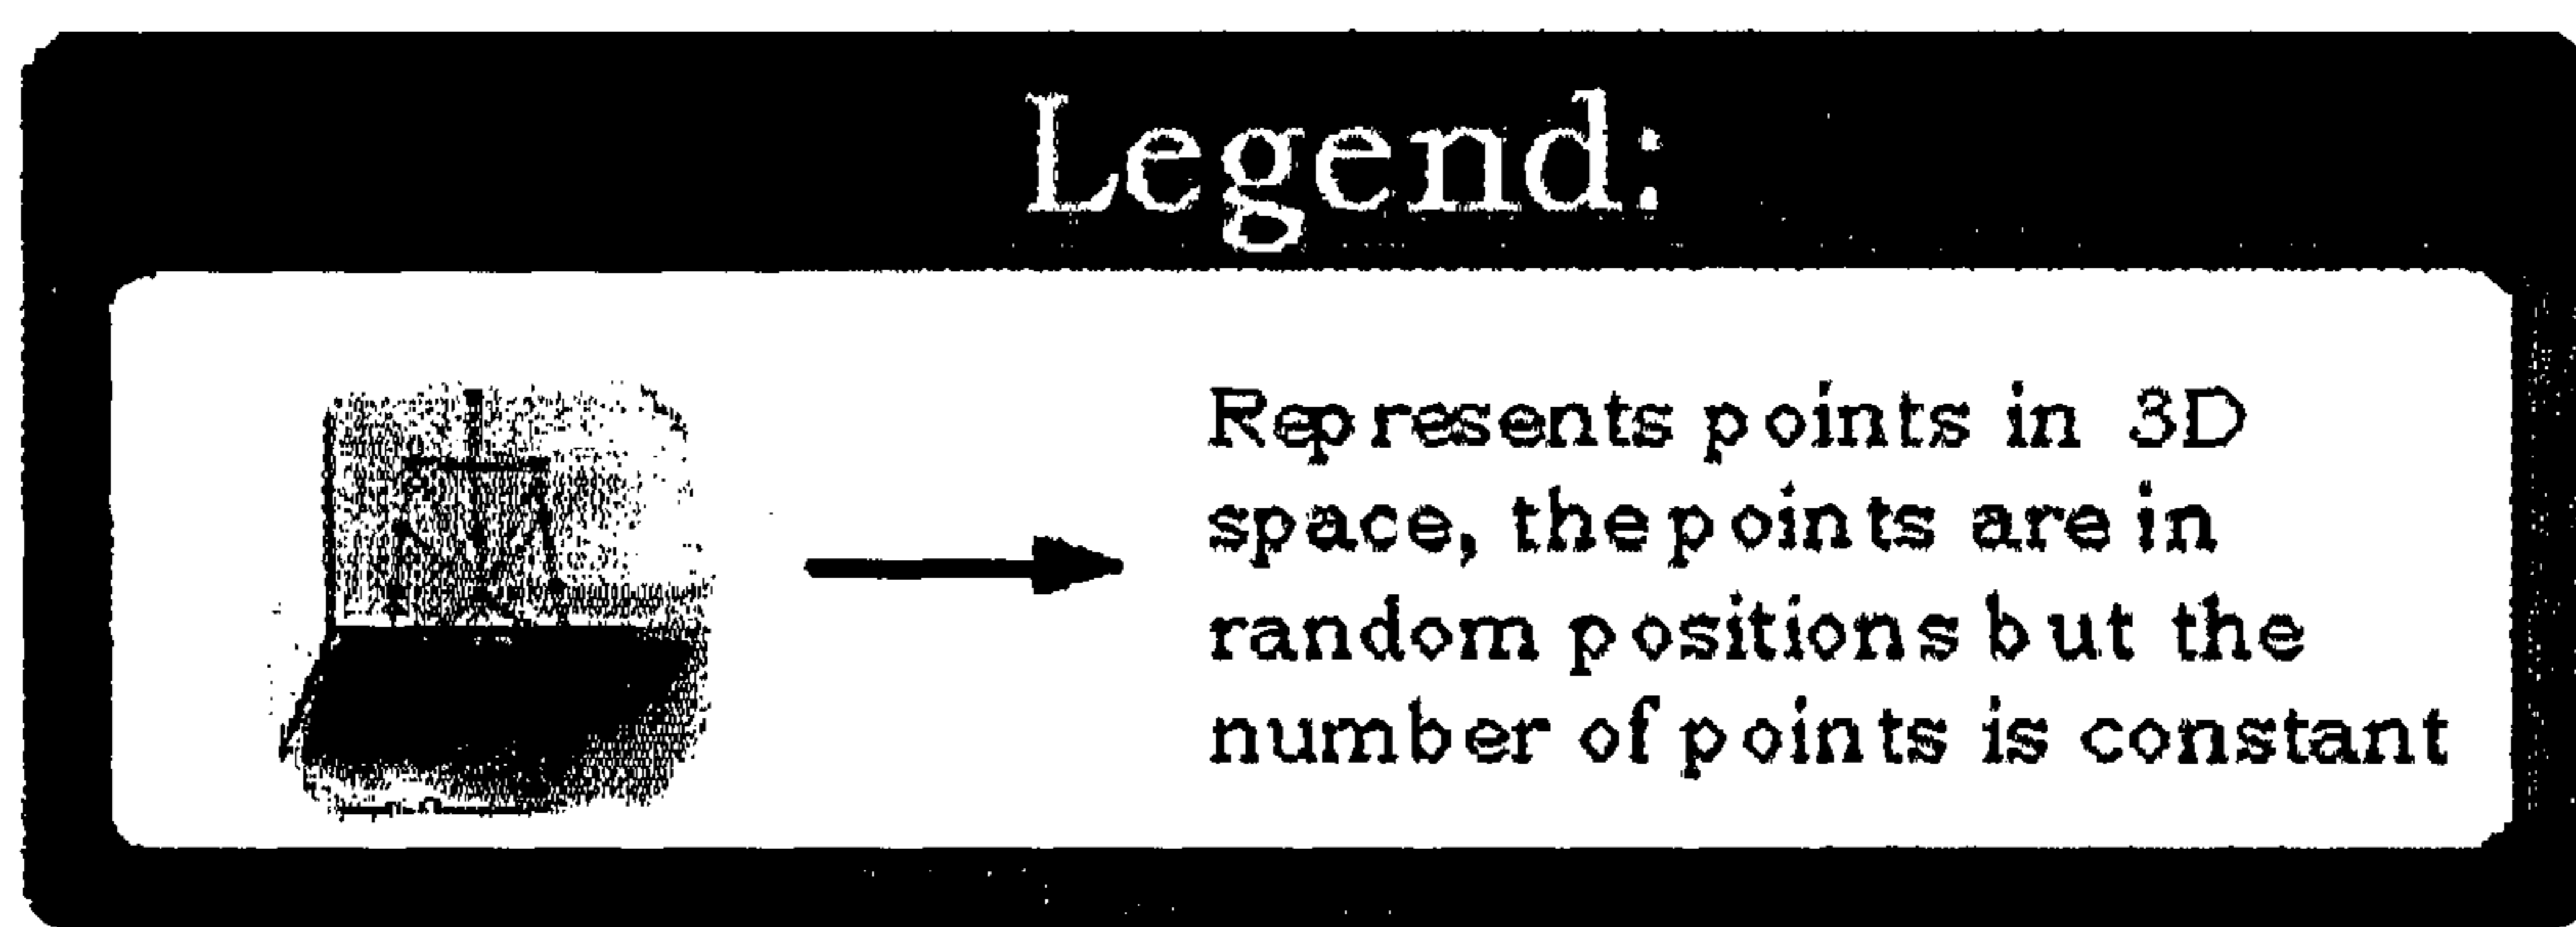 Legend:
Represents points in 3D
space, the points are in
random positions but the
number of points is constant